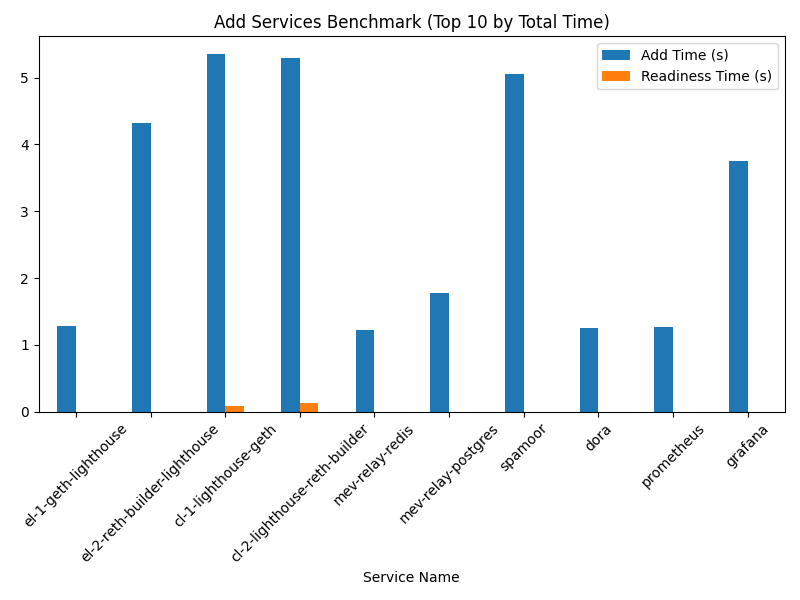 Add Services Benchmark (Top 10 by Total Time)
Add Time (s)
Readiness Time (s)
5
4
3
2
1
0
el-1-geth-lighthouse
el-2-reth-builder-lighthouse
cl-1-lighthouse-geth
cl-2-lighthouse-reth-builder
mev-relay-redis
mev-relay-postgres
spamoor
dora
prometheus
grafana
Service Name